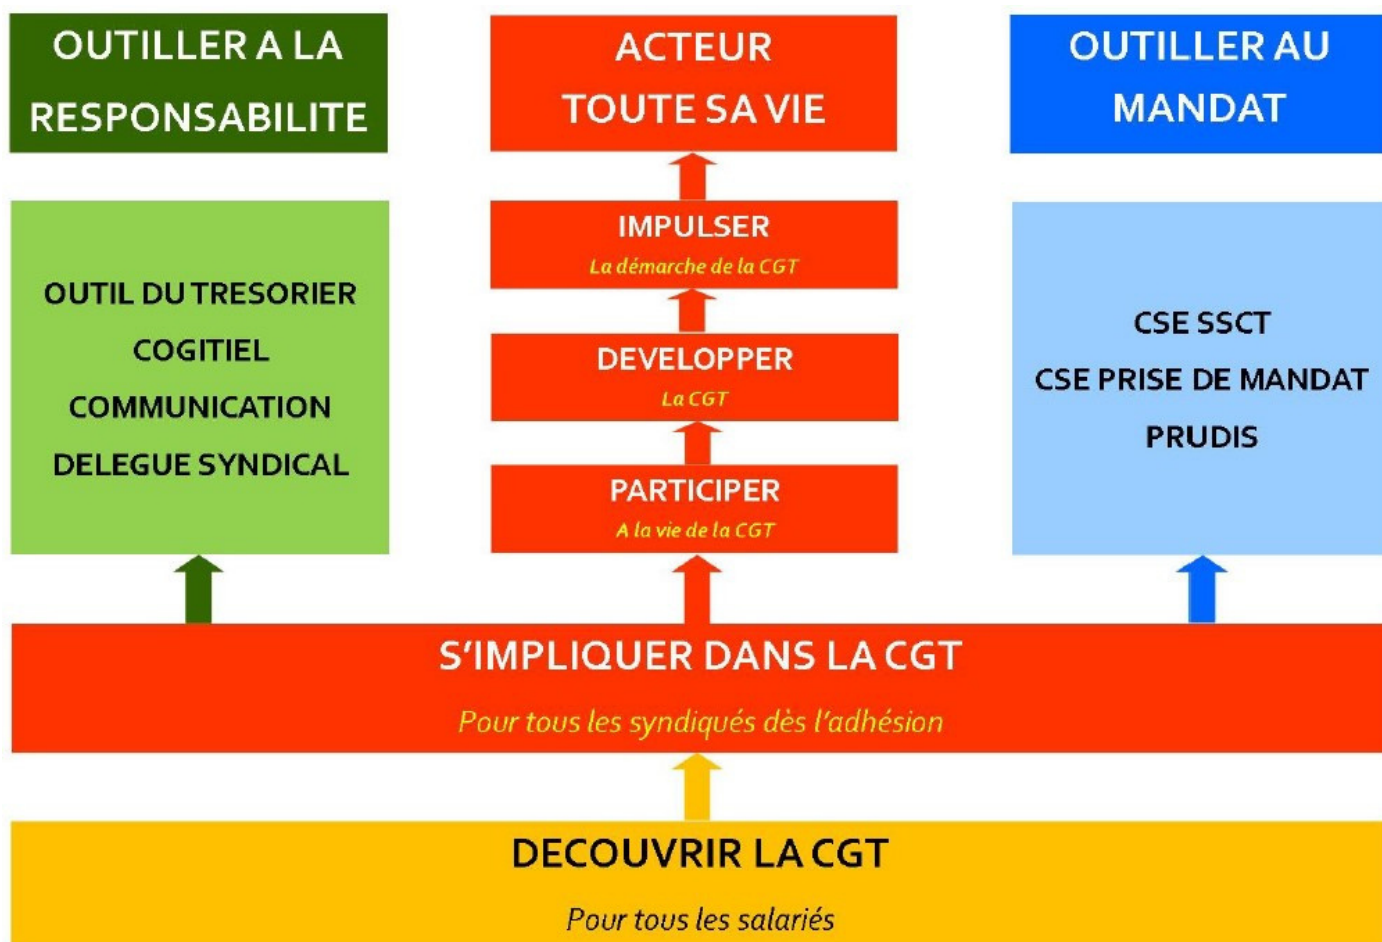 OUTILLER A LA
RESPONSABILITE
ACTEUR
TOUTE SA VIE
OUTILLER AU
MANDAT
OUTIL DU TRESORIER
COGITIEL
COMMUNICATION
DELEGUE SYNDICAL
IMPULSER
La démarche de la CGT
DEVELOPPER
La CGT
PARTICIPER
A la vie de la CGT
CSE SSCT
CSE PRISE DE MANDAT
PRUDIS
S'IMPLIQUER DANS LA CGT
Pour tous les syndiqués dès l'adhésion
DECOUVRIR LA CGT
Pour tous les salariés